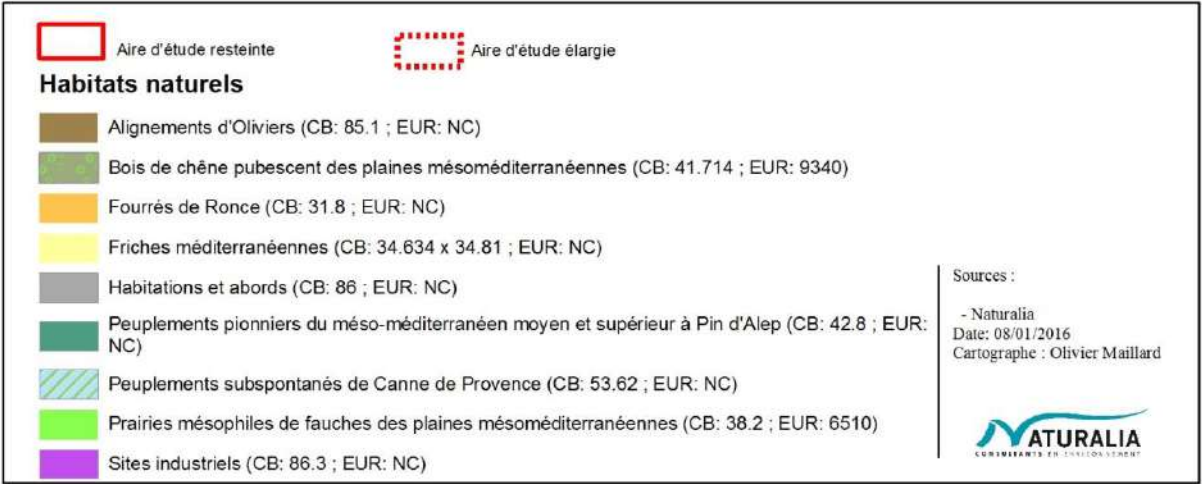 Aire d'étude resteinte
Aire d'étude élargie
Habitats naturels
Alignements d'Oliviers (CB: 85.1 ; EUR: NC)
Bois de chêne pubescent des plaines mésoméditerranéennes (CB: 41.714 ; EUR: 9340)
Fourrés de Ronce (CB: 31.8 ; EUR: NC)
Friches méditerranéennes (CB: 34.634 x 34.81 ; EUR: NC)
Habitations et abords (CB: 86 ; EUR: NC)
Peuplements pionniers du méso-méditerranéen moyen et supérieur à Pin d'Alep (CB: 42.8 ; EUR:
NC)
Peuplements subspontanés de Canne de Provence (CB: 53.62 ; EUR: NC)
Prairies mésophiles de fauches des plaines mésoméditerranéennes (CB: 38.2 ; EUR: 6510)
Sites industriels (CB: 86.3 ; EUR: NC)
Sources :
- Naturalia
Date: 08/01/2016
Cartographe : Olivier Maillard
NATURALIA
CONSULTANTS EN ENVIRONNEMENT